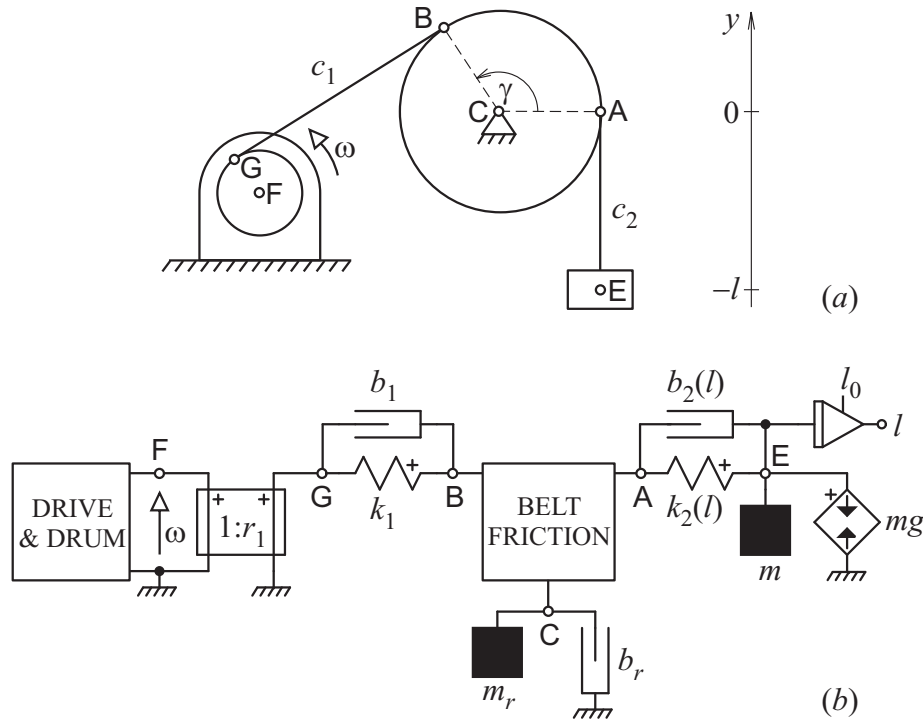 B
y
c₁
γ
C
A
0
ω
G
F
c₂
E
−l
(a)
b₁
b₂(l)
l₀
l
F
+
+
E
G
k₁
B
A
k₂(l)
+
DRIVE
& DRUM
ω
+ +
1:r₁
BELT
FRICTION
mg
m
C
mᵣ
bᵣ
(b)